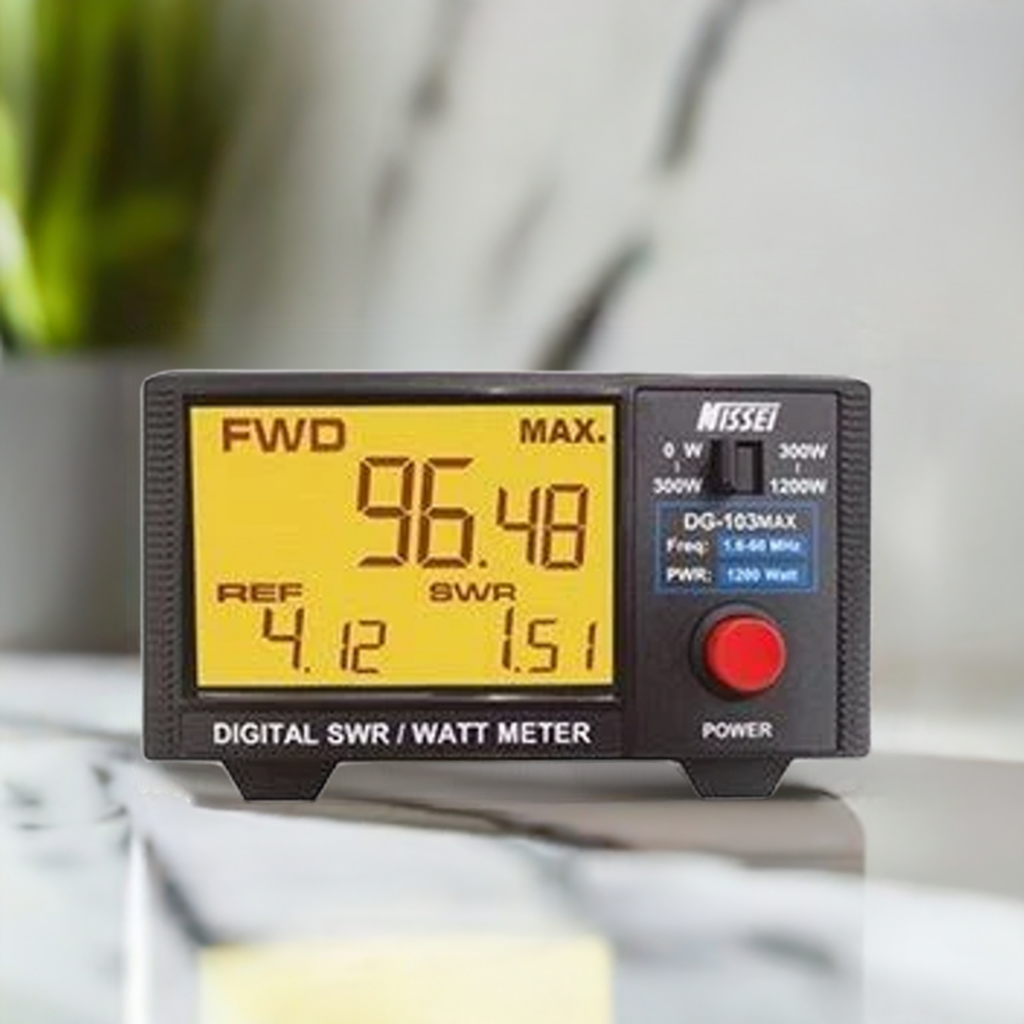 FWD MAX.
96.48
REF SWR
4.12 1.51
DIGITAL SWR / WATT METER
NISSEI
0 W 300W
300W 1200W
DG-103MAX
Freq: 1.6-60 MHz
PWR: 1200 Watt
POWER